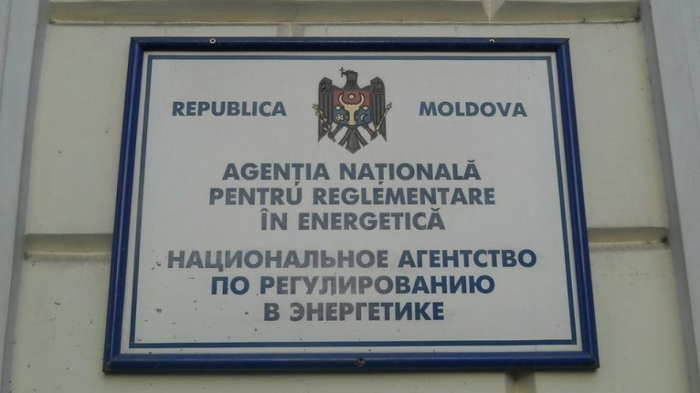 REPUBLICA MOLDOVA
AGENȚIA NAȚIONALĂ
PENTRU REGLEMENTARE
ÎN ENERGETICĂ
НАЦИОНАЛЬНОЕ АГЕНТСТВО
ПО РЕГУЛИРОВАНИЮ
В ЭНЕРГЕТИКЕ